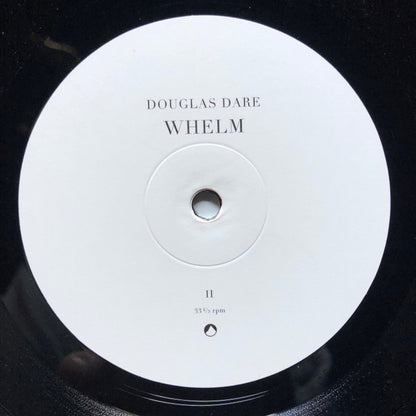 DOUGLAS DARE
WHELM
II
33 1/3 rpm